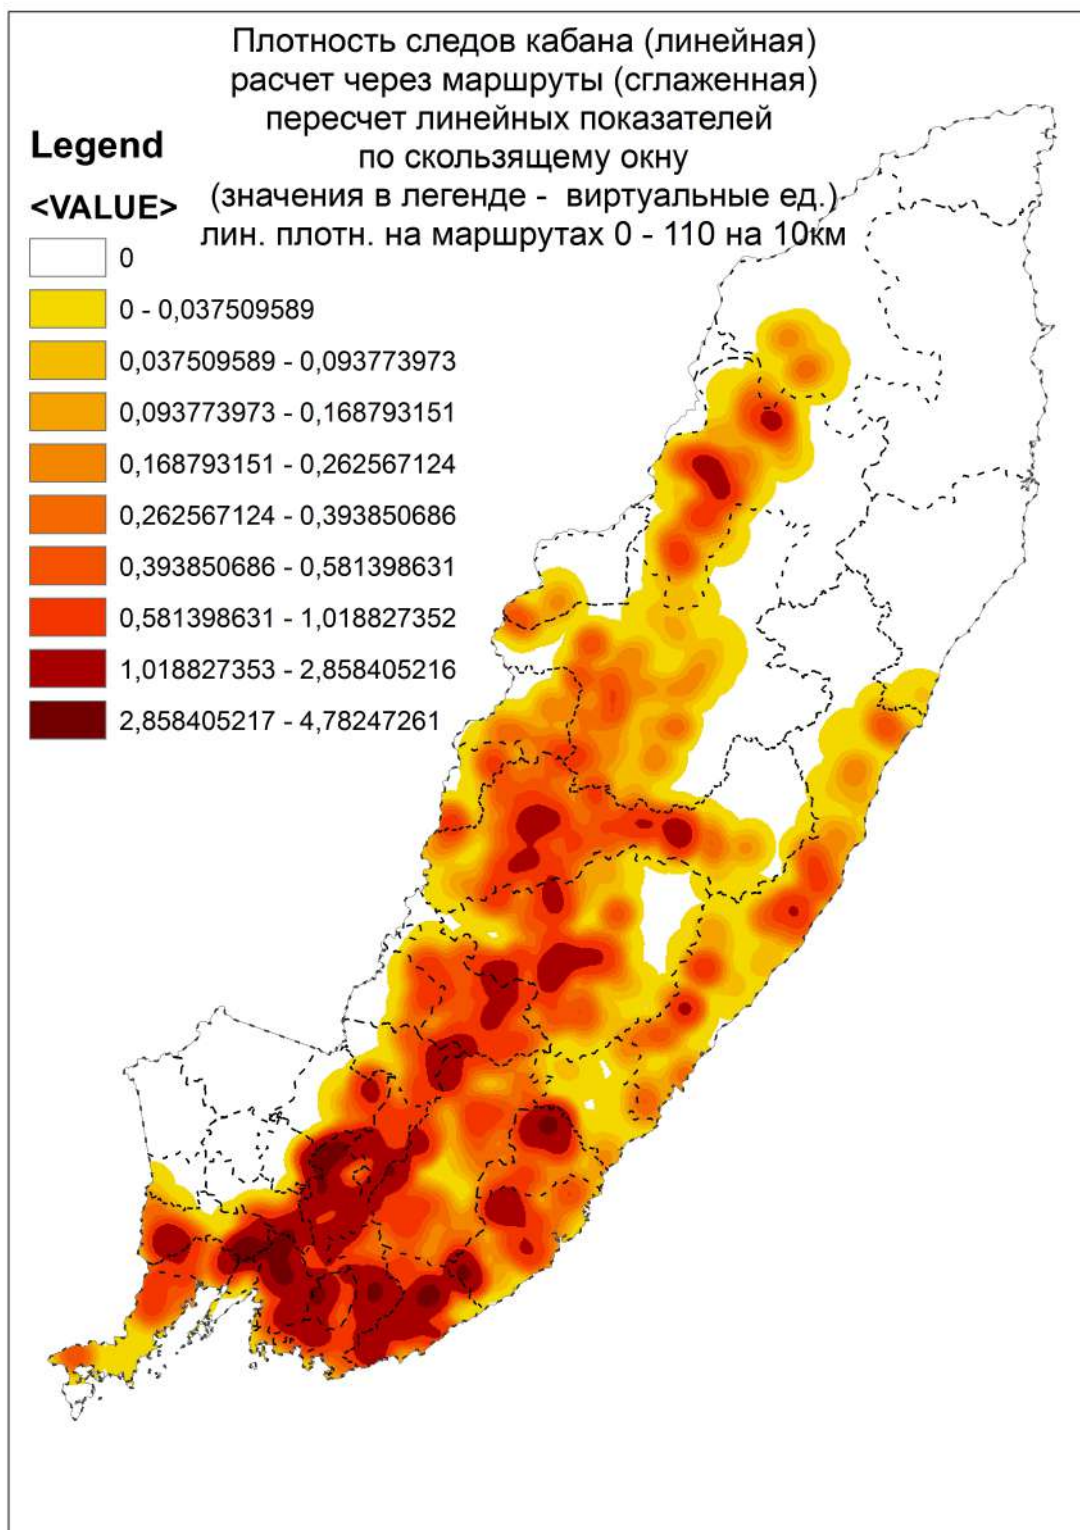 Плотность следов кабана (линейная)
расчет через маршруты (сглаженная)
пересчет линейных показателей
по скользящему окну
(значения в легенде - виртуальные ед.)
лин. плотн. на маршрутах 0 - 110 на 10км
Legend
<VALUE>
0
0 - 0,037509589
0,037509589 - 0,093773973
0,093773973 - 0,168793151
0,168793151 - 0,262567124
0,262567124 - 0,393850686
0,393850686 - 0,581398631
0,581398631 - 1,018827352
1,018827353 - 2,858405216
2,858405217 - 4,78247261